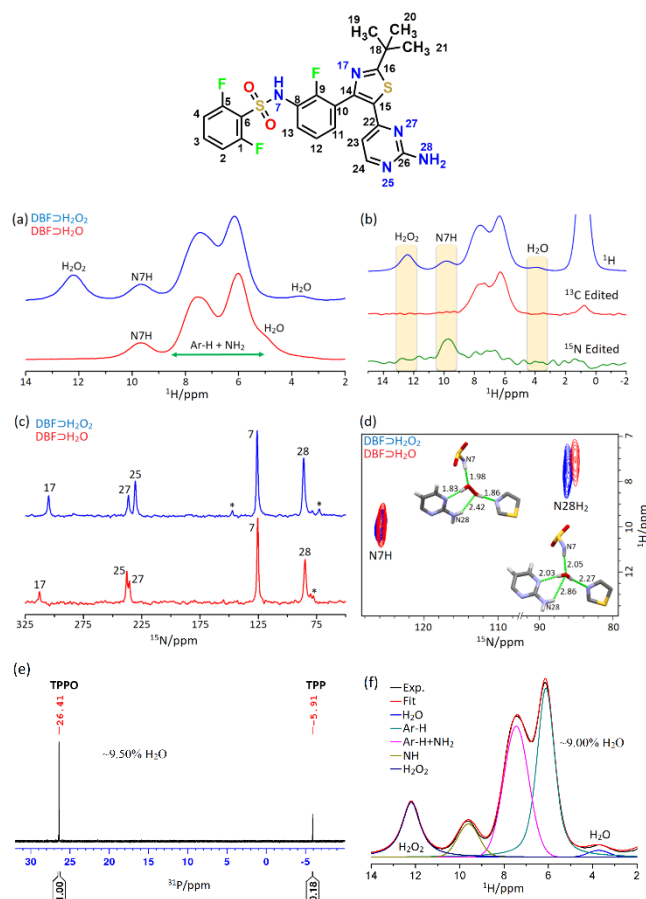 19 CH3 20 CH3
CH3
18 21
17 N 16
H N 7
F 9
14 S
F 5 O
15
4 S 8 10
6 O
22 N 27
3 13 11 23
1 12 26 28
2 F 24 N NH2
25
(a) DBF⊃H2O2
DBF⊃H2O
H2O2
N7H
H2O
N7H
Ar-H + NH2
H2O
14 12 10 8 6 4 2
1H/ppm
(b)
H2O2 N7H H2O
1H
13C Edited
15N Edited
15 10 8 6 4 2 0 -2
1H/ppm
(c) DBF⊃H2O2
DBF⊃H2O
17 27 25 * 7 28 *
17 25 27 7 28 *
325 275 225 175 125 75
15N/ppm
(d)
DBF⊃H2O2
DBF⊃H2O
N7
1.98
1.83 1.86
2.42
N28
N28H2
N7H
N7
2.05
2.03 2.27
2.86
N28
7
8
9
10
11
12
13
1H/ppm
120 110 90 80
15N/ppm
(e)
TPPO TPP
26.41 -5.91
~9.50% H2O
30 25 20 15 10 5 0 -5
31P/ppm
1.00 0.18
(f)
Exp.
Fit
H2O
Ar-H
Ar-H+NH2
NH
H2O2
~9.00% H2O
H2O2 H2O
14 12 10 8 6 4 2
1H/ppm